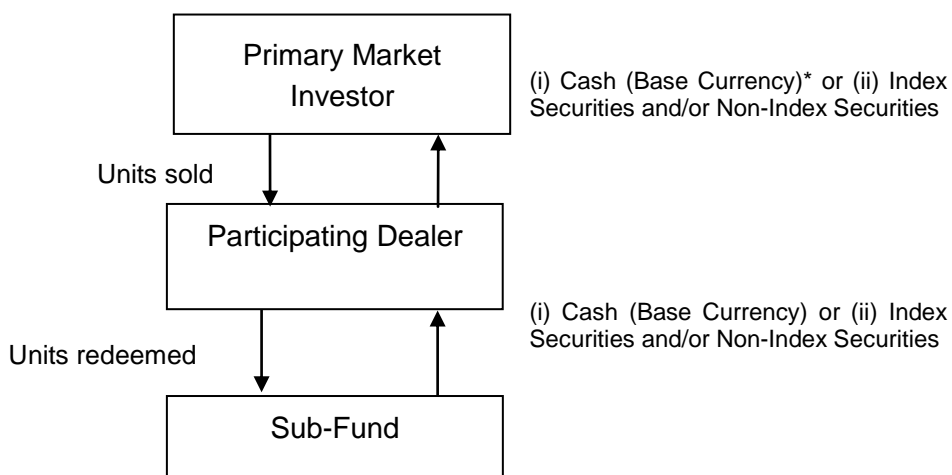 Primary Market
Investor
(i) Cash (Base Currency)* or (ii) Index
Securities and/or Non-Index Securities
Units sold
Participating Dealer
(i) Cash (Base Currency) or (ii) Index
Securities and/or Non-Index Securities
Units redeemed
Sub-Fund